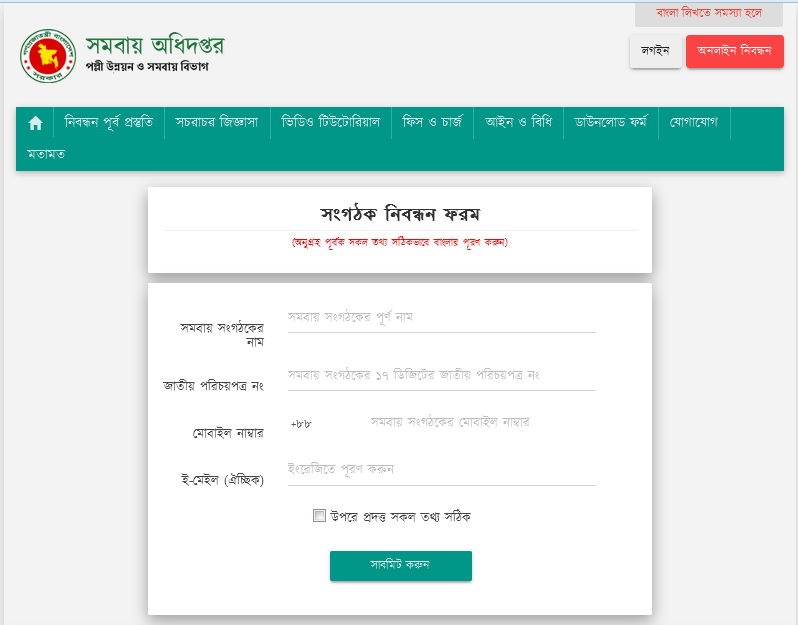 বাংলা লিখতে সমস্যা হলে
সমবায় অধিদপ্তর
পল্লী উন্নয়ন ও সমবায় বিভাগ
লগইন
অনলাইন নিবন্ধন
নিবন্ধন পূর্ব প্রস্তুতি
সচরাচর জিজ্ঞাসা
ভিডিও টিউটোরিয়াল
ফিস ও চার্জ
আইন ও বিধি
ডাউনলোড ফর্ম
যোগাযোগ
মতামত
সংগঠক নিবন্ধন ফরম
(অনুগ্রহ পূর্বক সকল তথ্য সঠিকভাবে বাংলায় পূরণ করুন)
সমবায় সংগঠকের
নাম
সমবায় সংগঠকের পূর্ণ নাম
জাতীয় পরিচয়পত্র নং
সমবায় সংগঠকের ১৭ ডিজিটের জাতীয় পরিচয়পত্র নং
মোবাইল নাম্বার
+৮৮
সমবায় সংগঠকের মোবাইল নাম্বার
ই-মেইল (ঐচ্ছিক)
ইংরেজিতে পূরণ করুন
উপরে প্রদত্ত সকল তথ্য সঠিক
সাবমিট করুন